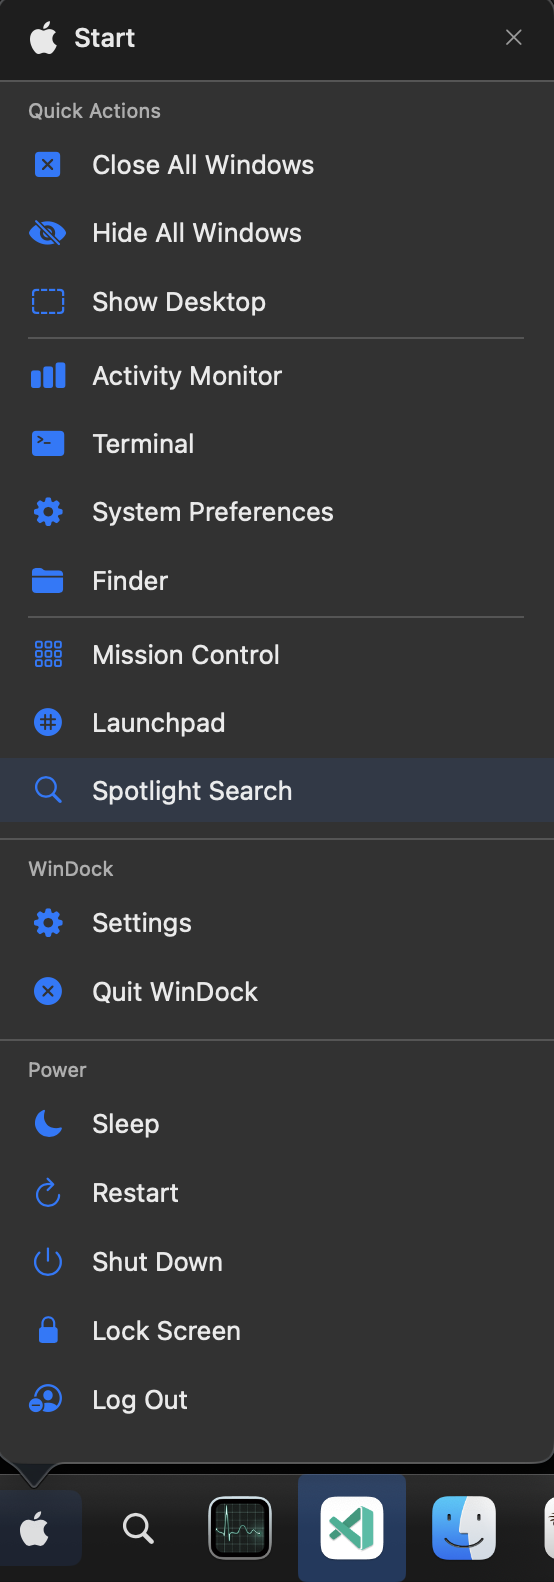 Start
Quick Actions
Close All Windows
Hide All Windows
Show Desktop
Activity Monitor
Terminal
System Preferences
Finder
Mission Control
Launchpad
Spotlight Search
WinDock
Settings
Quit WinDock
Power
Sleep
Restart
Shut Down
Lock Screen
Log Out